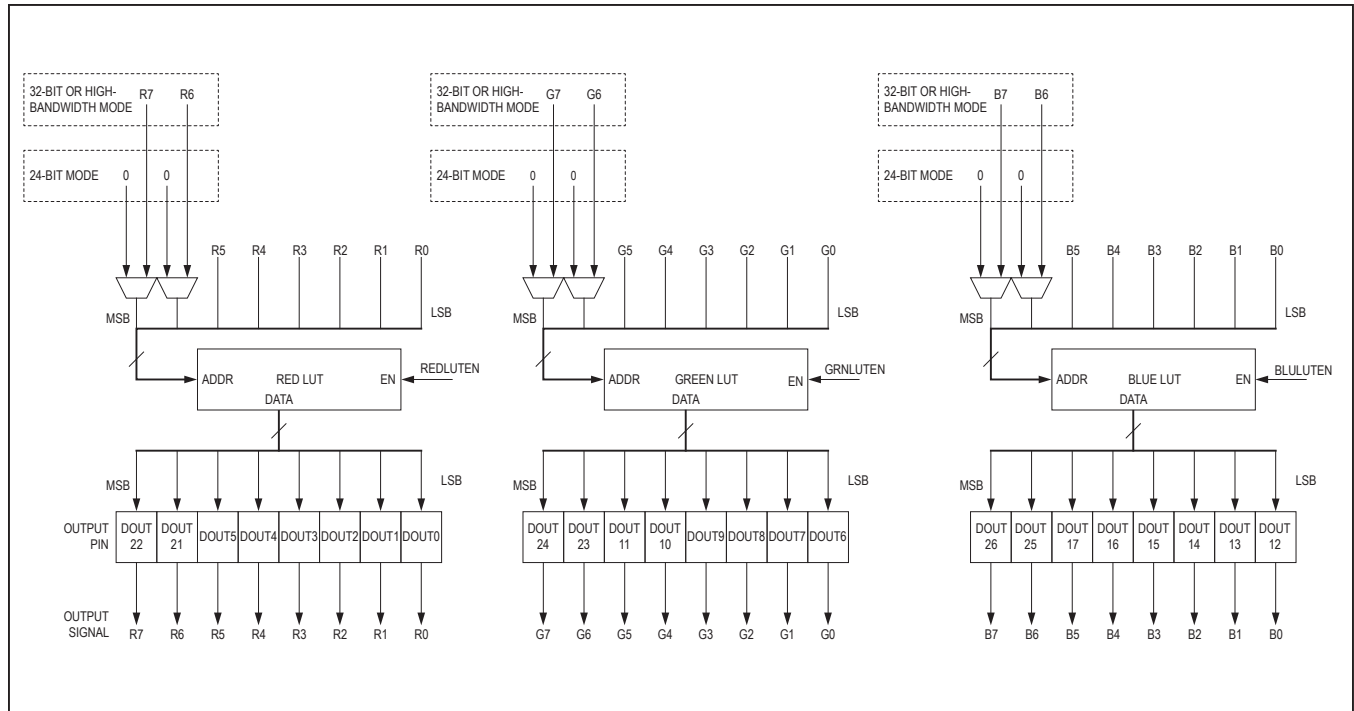 32-BIT OR HIGH-
BANDWIDTH MODE R7 R6
24-BIT MODE 0 0
R5 R4 R3 R2 R1 R0
MSB LSB
ADDR RED LUT EN REDLUTEN
DATA
MSB LSB
OUTPUT
PIN
DOUT
22
DOUT
21
DOUT5 DOUT4 DOUT3 DOUT2 DOUT1 DOUT0
OUTPUT
SIGNAL
R7 R6 R5 R4 R3 R2 R1 R0
32-BIT OR HIGH-
BANDWIDTH MODE G7 G6
24-BIT MODE 0 0
G5 G4 G3 G2 G1 G0
MSB LSB
ADDR GREEN LUT EN GRNLUTEN
DATA
MSB LSB
DOUT
24
DOUT
23
DOUT
11
DOUT
10
DOUT9 DOUT8 DOUT7 DOUT6
G7 G6 G5 G4 G3 G2 G1 G0
32-BIT OR HIGH-
BANDWIDTH MODE B7 B6
24-BIT MODE 0 0
B5 B4 B3 B2 B1 B0
MSB LSB
ADDR BLUE LUT EN BLULUTEN
DATA
MSB LSB
DOUT
26
DOUT
25
DOUT
17
DOUT
16
DOUT
15
DOUT
14
DOUT
13
DOUT
12
B7 B6 B5 B4 B3 B2 B1 B0